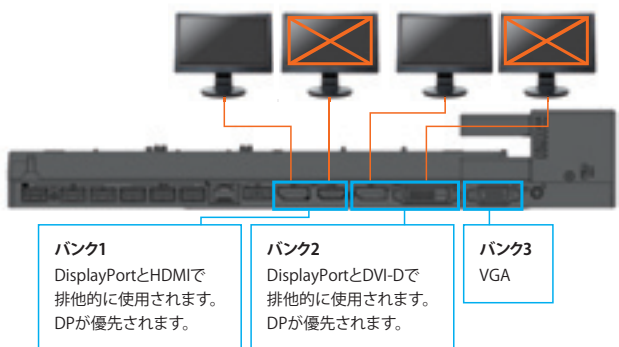 バンク1
DisplayPortとHDMIで
排他的に使用されます。
DPが優先されます。
バンク2
DisplayPortとDVI-Dで
排他的に使用されます。
DPが優先されます。
バンク3
VGA